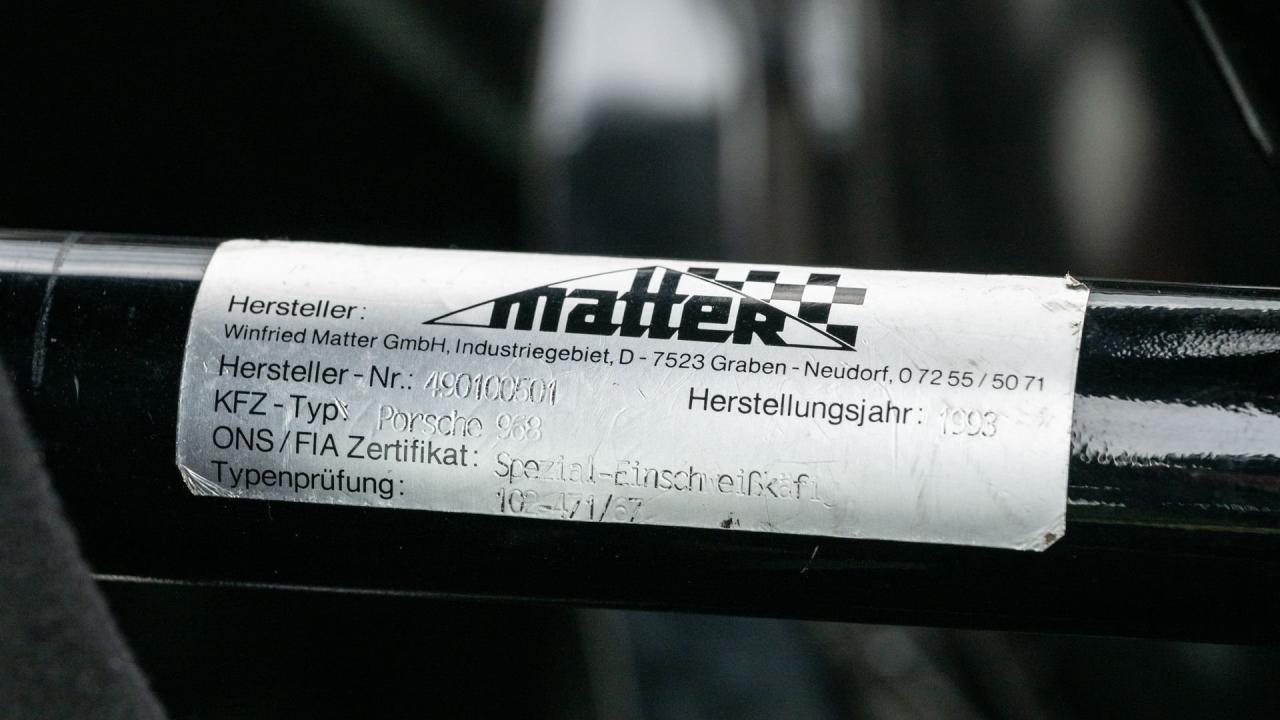 matter
Hersteller:
Winfried Matter GmbH, Industriegebiet, D - 7523 Graben - Neudorf, 0 72 55 / 50 71
Hersteller-Nr.: 490100501
Herstellungsjahr: 1993
KFZ-Typ: Porsche 968
ONS/FIA Zertifikat: Spezial-Einschweißkäfi
Typenprüfung: 102-471/67